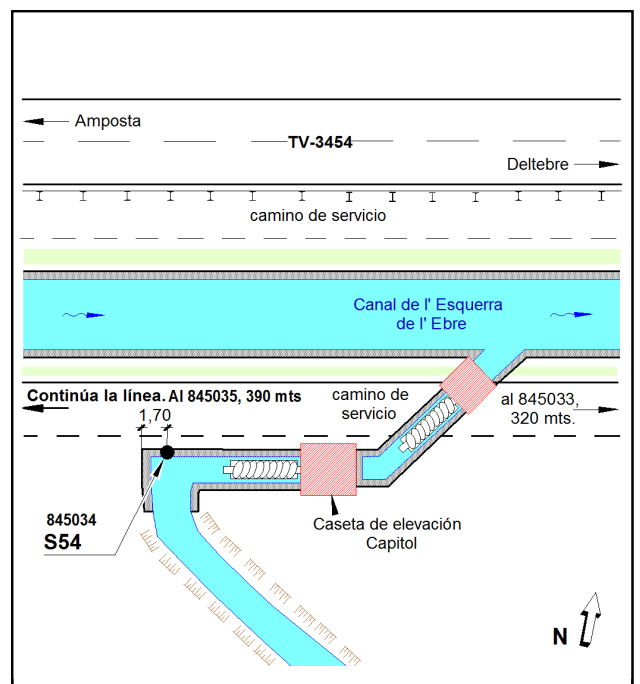 Amposta
TV-3454
Deltebre
camino de servicio
Canal de l' Esquerra
de l' Ebre
Continúa la línea. Al 845035, 390 mts
camino de
servicio
al 845033,
320 mts.
1,70
845034
S54
Caseta de elevación
Capitol
N